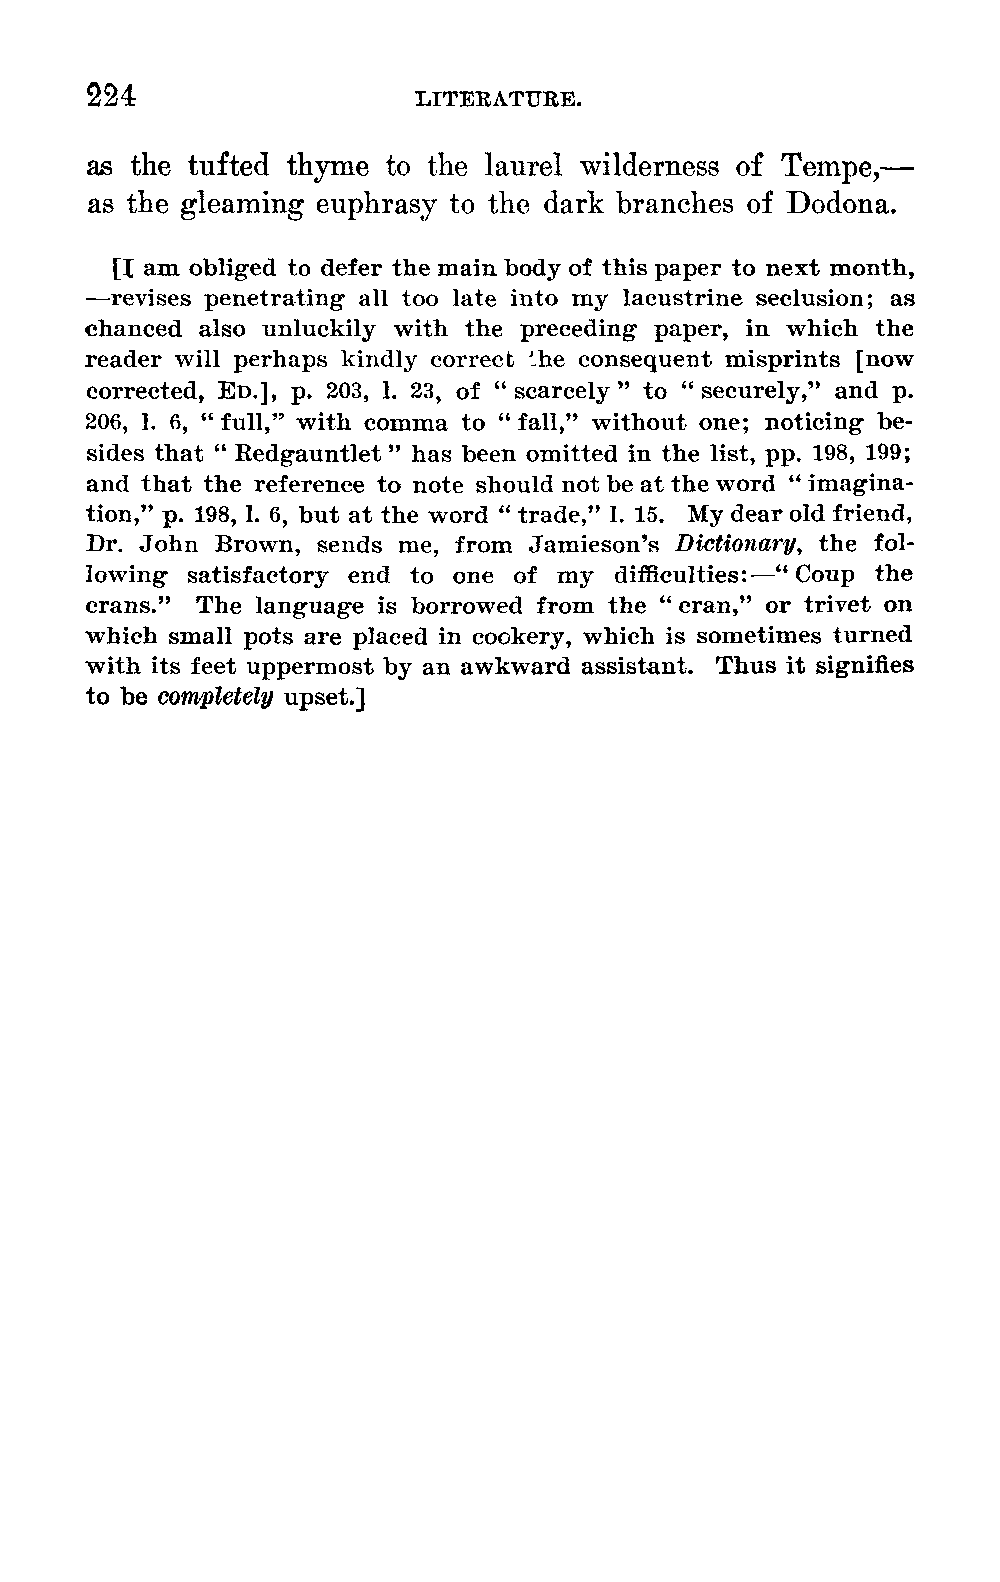 224 LITERATURE.
as the tufted thyme to the laurel wilderness of Tempe,—
as the gleaming euphrasy to the dark branches of Dodona.
[I am obliged to defer the main body of this paper to next month,
—revises penetrating all too late into my lacustrine seclusion; as
chanced also unluckily with the preceding paper, in which the
reader will perhaps kindly correct the consequent misprints [now
corrected, ED.], p. 203, l. 23, of “ scarcely ” to “ securely,” and p.
206, l. 6, “ full,” with comma to “ fall,” without one; noticing be-
sides that “ Redgauntlet ” has been omitted in the list, pp. 198, 199;
and that the reference to note should not be at the word “ imagina-
tion,” p. 198, l. 6, but at the word “ trade,” l. 15. My dear old friend,
Dr. John Brown, sends me, from Jamieson’s Dictionary, the fol-
lowing satisfactory end to one of my difficulties:—“ Coup the
crans.” The language is borrowed from the “ cran,” or trivet on
which small pots are placed in cookery, which is sometimes turned
with its feet uppermost by an awkward assistant. Thus it signifies
to be completely upset.]